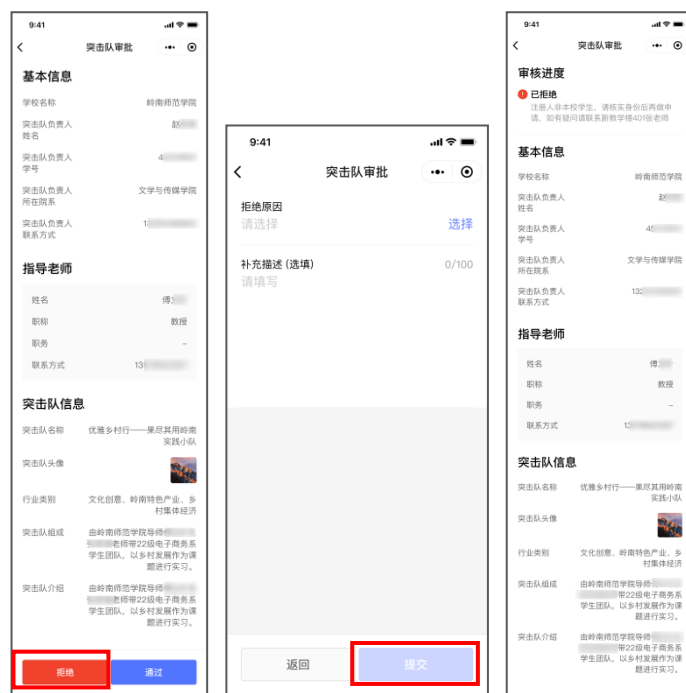 9:41
突击队审批
基本信息
学校名称 岭南师范学院
突击队负责人 赵
姓名
突击队负责人 4
学号
突击队负责人 文学与传媒学院
所在院系
突击队负责人 1
联系方式
指导老师
姓名 傅
职称 教授
职务 –
联系方式 13
突击队信息
突击队名称 优雅乡村行——果尽其用岭南
实践小队
突击队头像
行业类别 文化创意、岭南特色产业、乡
村集体经济
突击队组成 由岭南师范学院导师
老师带22级电子商务系
学生团队，以乡村发展作为课
题进行实习。
突击队介绍 由岭南师范学院导师
老师带22级电子商务系
学生团队，以乡村发展作为课
题进行实习。
拒绝 通过
9:41
突击队审批
拒绝原因
请选择 选择
补充描述 (选填) 0/100
请填写
返回 提交
9:41
突击队审批
审核进度
已拒绝
注册人非本校学生，请核实身份后再做申
请，如有疑问请联系新教学楼401张老师
基本信息
学校名称 岭南师范学院
突击队负责人 赵
姓名
突击队负责人 45
学号
突击队负责人 文学与传媒学院
所在院系
突击队负责人 13
联系方式
指导老师
姓名 傅
职称 教授
职务 –
联系方式 1
突击队信息
突击队名称 优雅乡村行——果尽其用岭南
实践小队
突击队头像
行业类别 文化创意、岭南特色产业、乡
村集体经济
突击队组成 由岭南师范学院导师
带22级电子商务系
学生团队，以乡村发展作为课
题进行实习。
突击队介绍 由岭南师范学院导师
带22级电子商务系
学生团队，以乡村发展作为课
题进行实习。